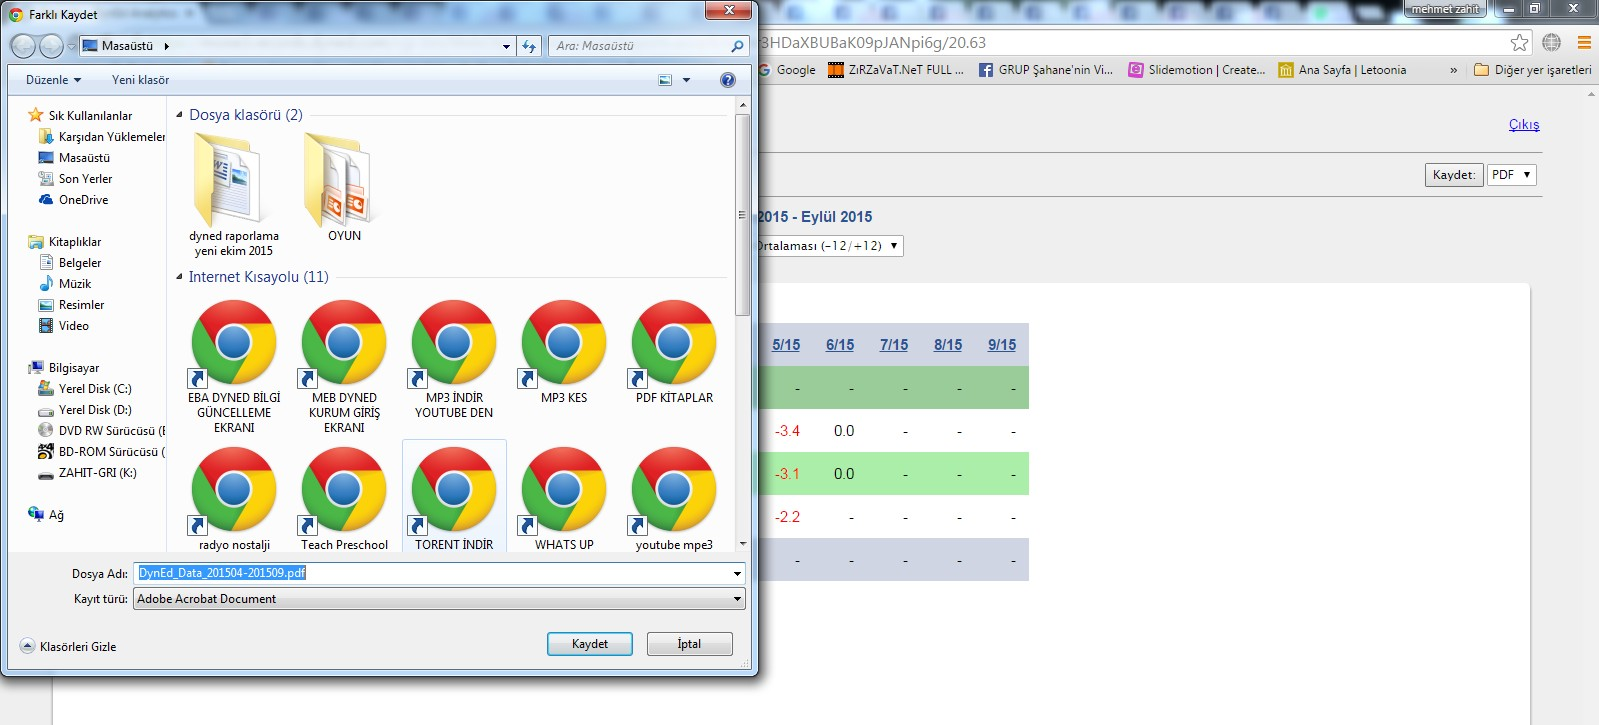 Farklı Kaydet
mehmet zahit
Masaüstü
Ara: Masaüstü
r3HDaXBUBaK09pJANpi6g/20.63
Düzenle
Yeni klasör
Google
ZıRZaVaT.NeT FULL ...
GRUP Şahane'nin Vi...
Slidemotion | Create...
Ana Sayfa | Letoonia
»
Diğer yer işaretleri
Sık Kullanılanlar
Karşıdan Yüklemeler
Masaüstü
Son Yerler
OneDrive
Kitaplıklar
Belgeler
Müzik
Resimler
Video
Bilgisayar
Yerel Disk (C:)
Yerel Disk (D:)
DVD RW Sürücüsü (E
BD-ROM Sürücüsü (
ZAHIT-GRI (K:)
Ağ
Dosya klasörü (2)
dyned raporlama
yeni ekim 2015
OYUN
Internet Kısayolu (11)
EBA DYNED BİLGİ
GÜNCELLEME
EKRANI
MEB DYNED
KURUM GİRİŞ
EKRANI
MP3 İNDİR
YOUTUBE DEN
MP3 KES
PDF KİTAPLAR
radyo nostalji
Teach Preschool
TORENT İNDİR
WHATS UP
youtube mpe3
Dosya Adı: DynEd_Data_201504-201509.pdf
Kayıt türü: Adobe Acrobat Document
Klasörleri Gizle
Kaydet
İptal
Çıkış
Kaydet: PDF
2015 - Eylül 2015
Ortalaması (-12/+12)
5/15 6/15 7/15 8/15 9/15
- - - - -
-3.4 0.0 - - -
-3.1 0.0 - - -
-2.2 - - - -
- - - - -